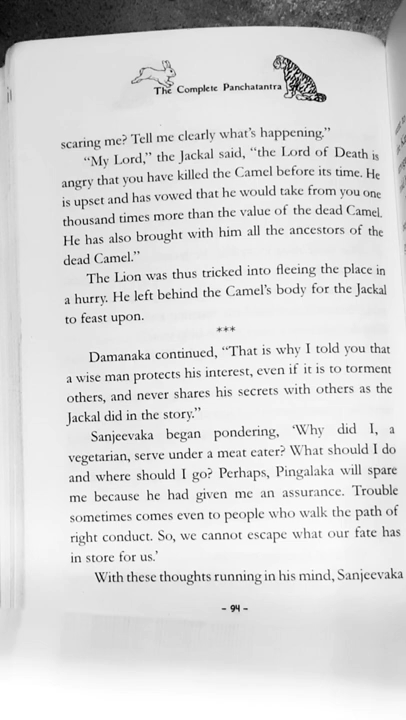 The Complete Panchatantra
scaring me? Tell me clearly what's happening."
"My Lord," the Jackal said, "the Lord of Death is
angry that you have killed the Camel before its time. He
is upset and has vowed that he would take from you one
thousand times more than the value of the dead Camel.
He has also brought with him all the ancestors of the
dead Camel."
The Lion was thus tricked into fleeing the place in
a hurry. He left behind the Camel's body for the Jackal
to feast upon.
***
Damanaka continued, "That is why I told you that
a wise man protects his interest, even if it is to torment
others, and never shares his secrets with others as the
Jackal did in the story."
Sanjeevaka began pondering, 'Why did I, a
vegetarian, serve under a meat eater? What should I do
and where should I go? Perhaps, Pingalaka will spare
me because he had given me an assurance. Trouble
sometimes comes even to people who walk the path of
right conduct. So, we cannot escape what our fate has
in store for us.'
With these thoughts running in his mind, Sanjeevaka
- 94 -